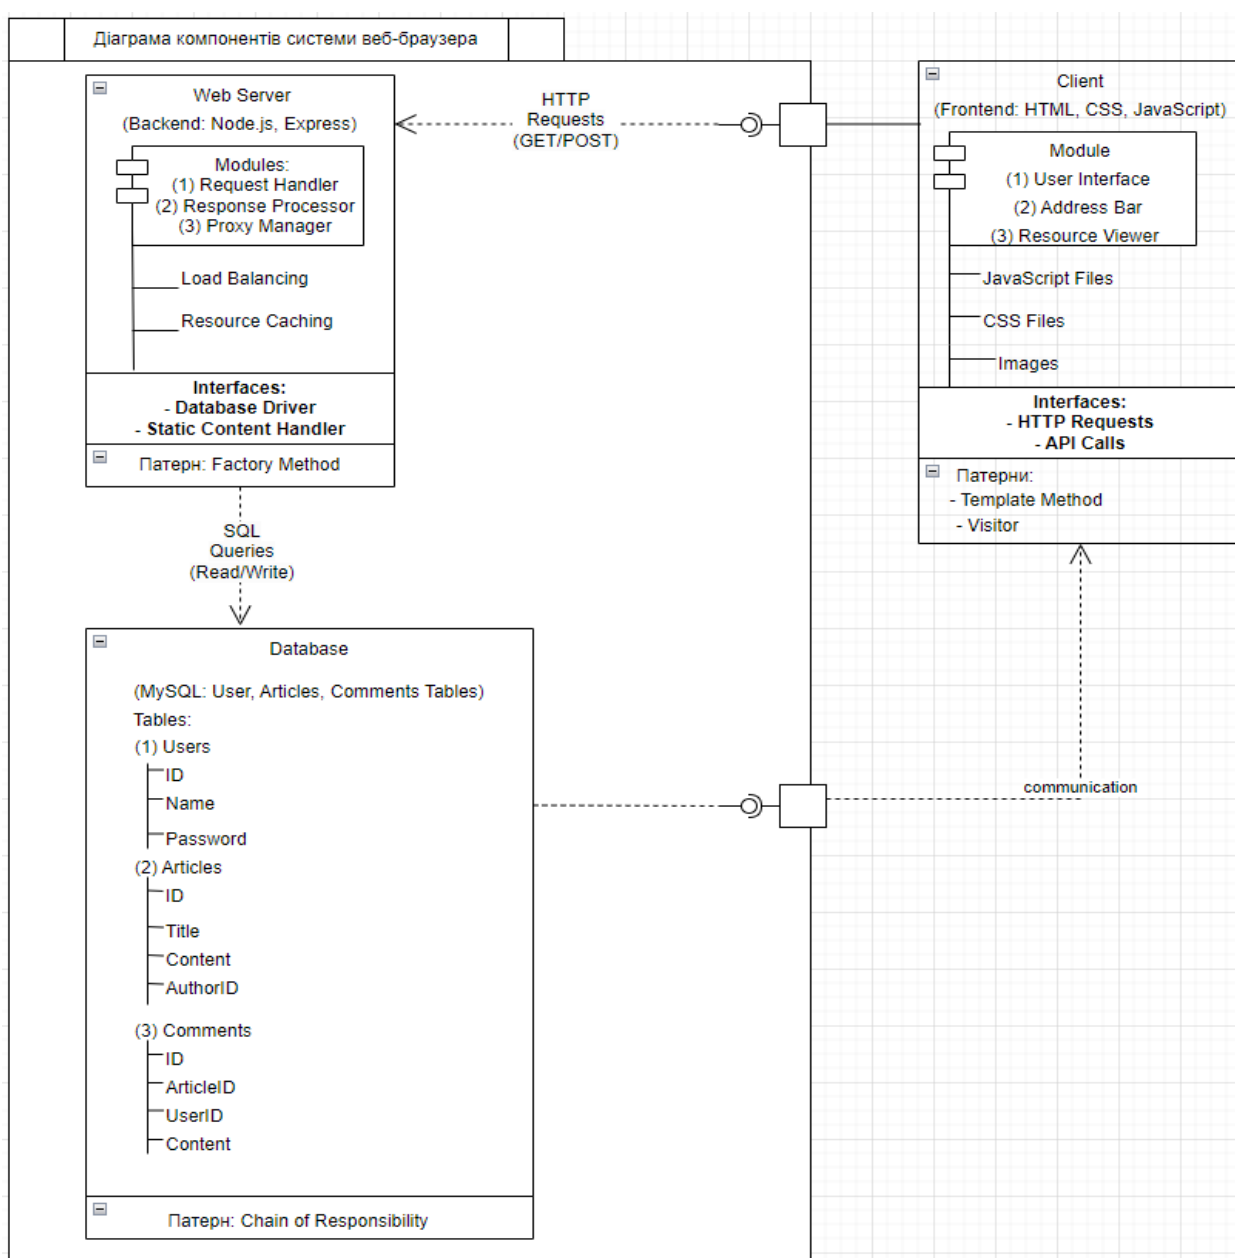 Діаграма компонентів системи веб-браузера
Web Server
(Backend: Node.js, Express)
Modules:
(1) Request Handler
(2) Response Processor
(3) Proxy Manager
Load Balancing
Resource Caching
Interfaces:
- Database Driver
- Static Content Handler
Патерн: Factory Method
HTTP
Requests
(GET/POST)
Client
(Frontend: HTML, CSS, JavaScript)
Module
(1) User Interface
(2) Address Bar
(3) Resource Viewer
JavaScript Files
CSS Files
Images
Interfaces:
- HTTP Requests
- API Calls
Патерни:
- Template Method
- Visitor
SQL
Queries
(Read/Write)
Database
(MySQL: User, Articles, Comments Tables)
Tables:
(1) Users
ID
Name
Password
(2) Articles
ID
Title
Content
AuthorID
(3) Comments
ID
ArticleID
UserID
Content
Патерн: Chain of Responsibility
communication